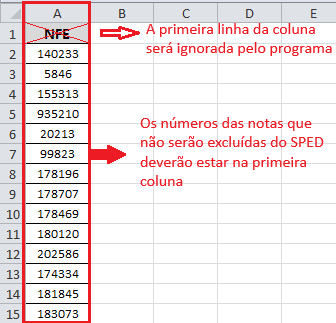 A B C D E
1 NFE A primeira linha da coluna
será ignorada pelo programa
2 140233
3 5846
4 155313
5 935210
6 20213 Os números das notas que
não serão excluídas do SPED
7 99823 deverão estar na primeira
8 178196 coluna
9 178707
10 178469
11 180120
12 202586
13 174334
14 181845
15 183073